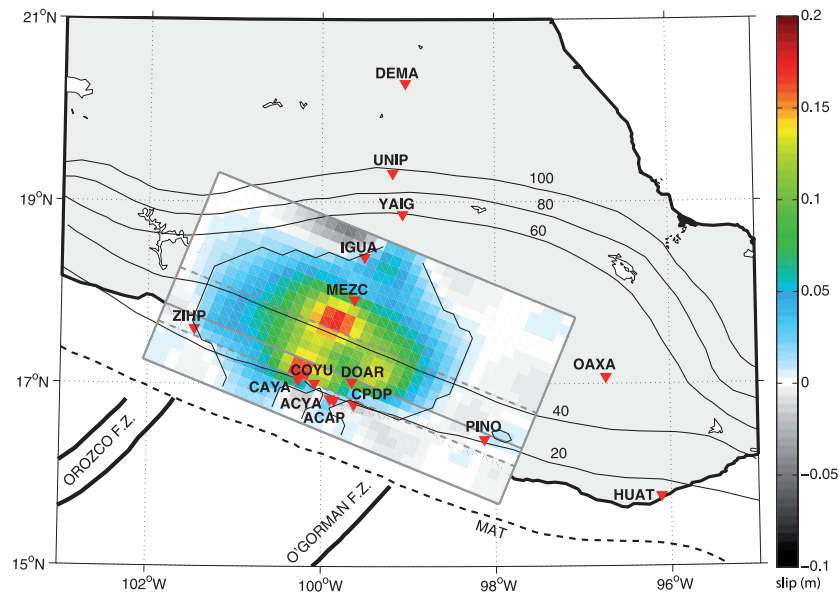 21°N
0.2
DEMA
0.15
UNIP
100
19°N
80
YAIG
0.1
60
IGUA
MEZC
0.05
ZIHP
OAXA
COYU
DOAR
17°N
0
CAYA
CPDP
40
ACYA
ACAP
PINO
20
OROZCO F.Z.
-0.05
HUAT
O'GORMAN F.Z.
MAT
15°N
-0.1
102°W
100°W
98°W
96°W
slip (m)